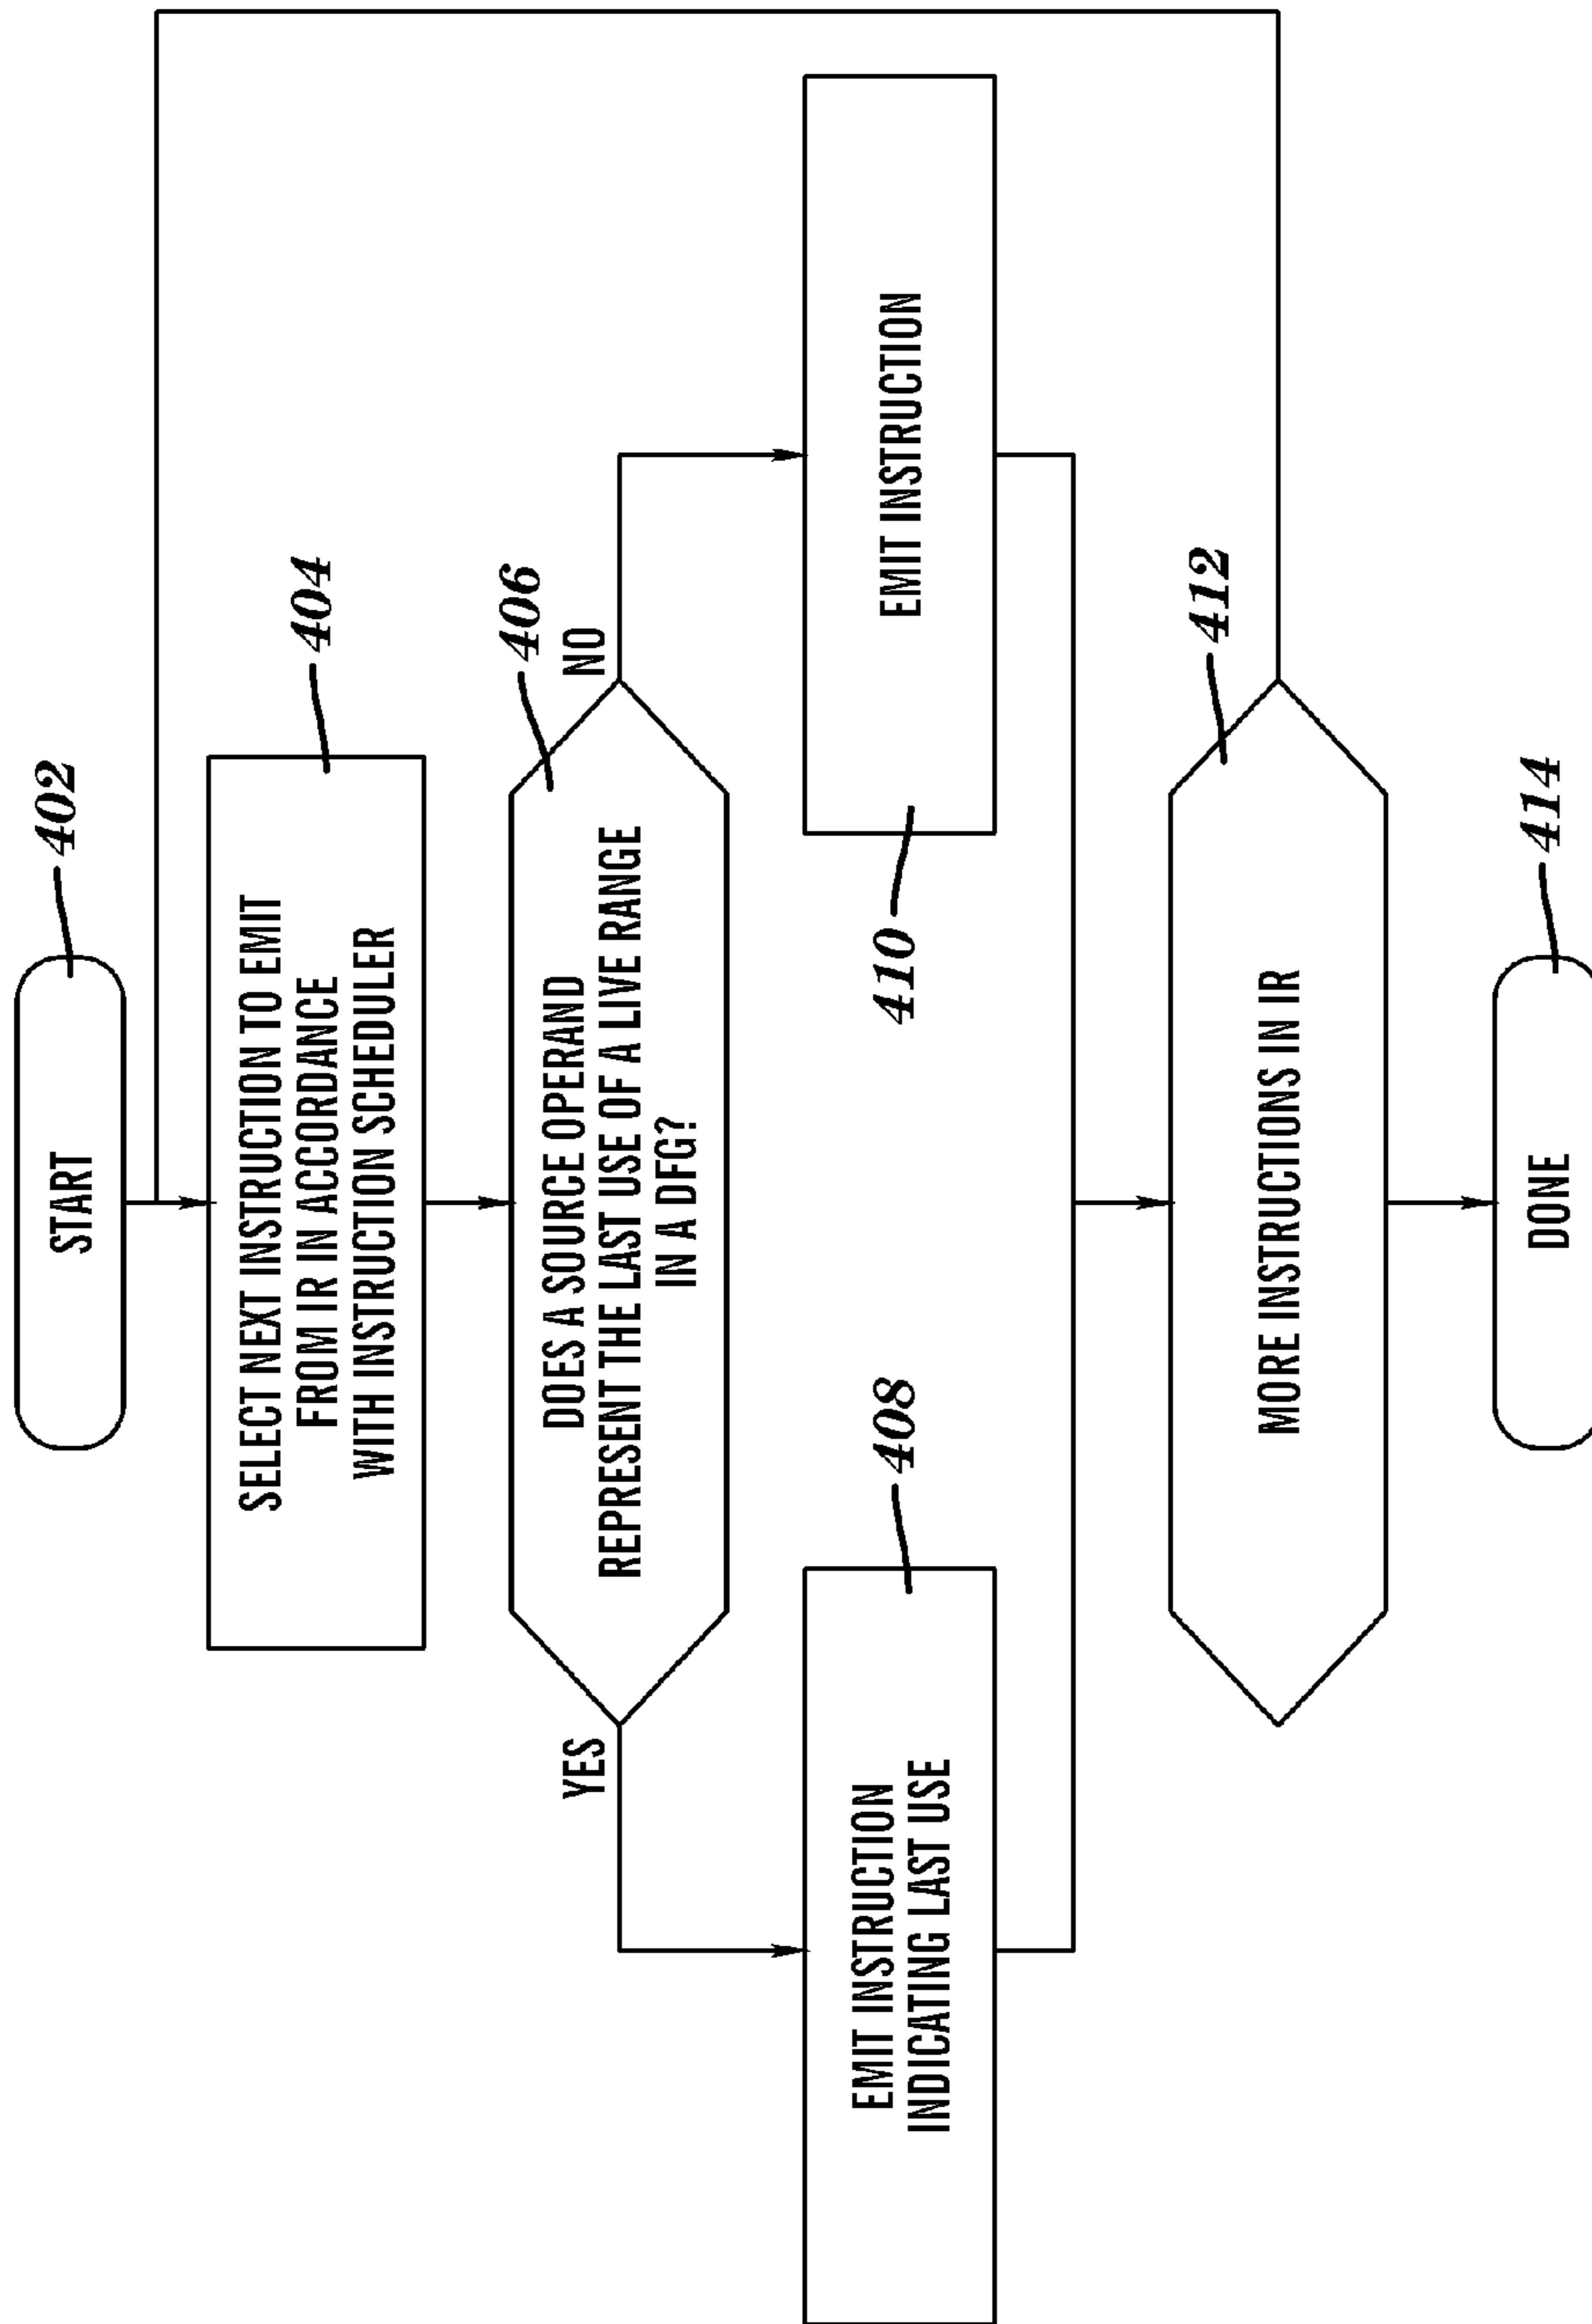 START
402
SELECT NEXT INSTRUCTION TO EMIT
FROM IR IN ACCORDANCE
WITH INSTRUCTION SCHEDULER
404
DOES A SOURCE OPERAND
REPRESENT THE LAST USE OF A LIVE RANGE
IN A DFG?
406
YES
NO
EMIT INSTRUCTION
INDICATING LAST USE
408
410
EMIT INSTRUCTION
MORE INSTRUCTIONS IN IR
412
DONE
414